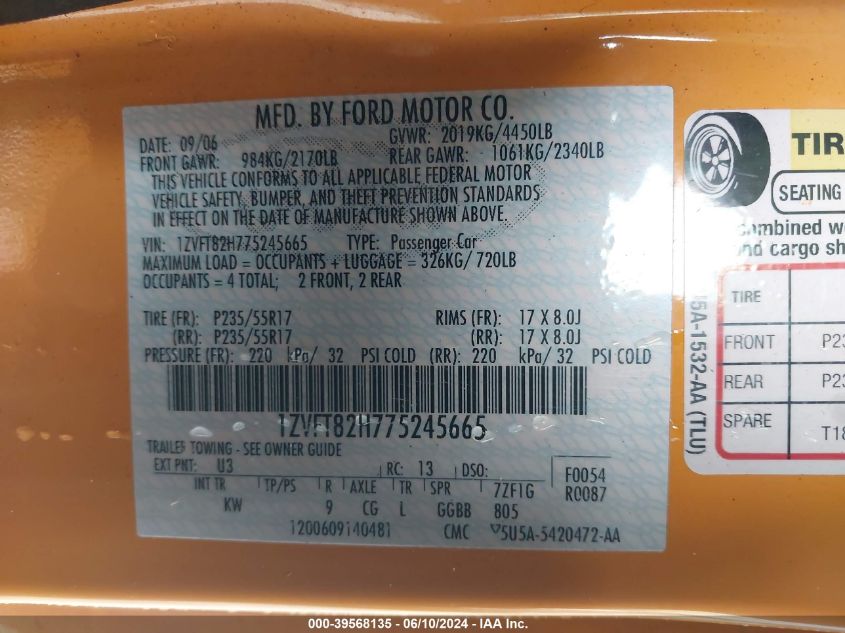 MFD. BY FORD MOTOR CO.
DATE: 09/06 GVWR: 2019KG/4450LB
FRONT GAWR: 984KG/2170LB REAR GAWR: 1061KG/2340LB
THIS VEHICLE CONFORMS TO ALL APPLICABLE FEDERAL MOTOR
VEHICLE SAFETY, BUMPER, AND THEFT PREVENTION STANDARDS
IN EFFECT ON THE DATE OF MANUFACTURE SHOWN ABOVE.
VIN: 1ZVFT82H775245665 TYPE: Passenger Car
MAXIMUM LOAD = OCCUPANTS + LUGGAGE = 326KG/ 720LB
OCCUPANTS = 4 TOTAL; 2 FRONT, 2 REAR
TIRE (FR): P235/55R17 RIMS (FR): 17 X 8.0J
(RR): P235/55R17 (RR): 17 X 8.0J
PRESSURE (FR): 220 kPa/ 32 PSI COLD (RR): 220 kPa/ 32 PSI COLD
1ZVFT82H775245665
TRAILER TOWING - SEE OWNER GUIDE
EXT PNT: U3 RC: 13 DSO: F0054
INT TR TP/PS R AXLE TR SPR 7ZF1G R0087
KW 9 CG L GGBB 805
1200609140481 CMC 5U5A-5420472-AA
TIR
SEATING
combined we
and cargo sh
TIRE
FRONT P23
REAR P23
SPARE T18
5A-1532-AA (TLU)
000-39568135 - 06/10/2024 - IAA Inc.